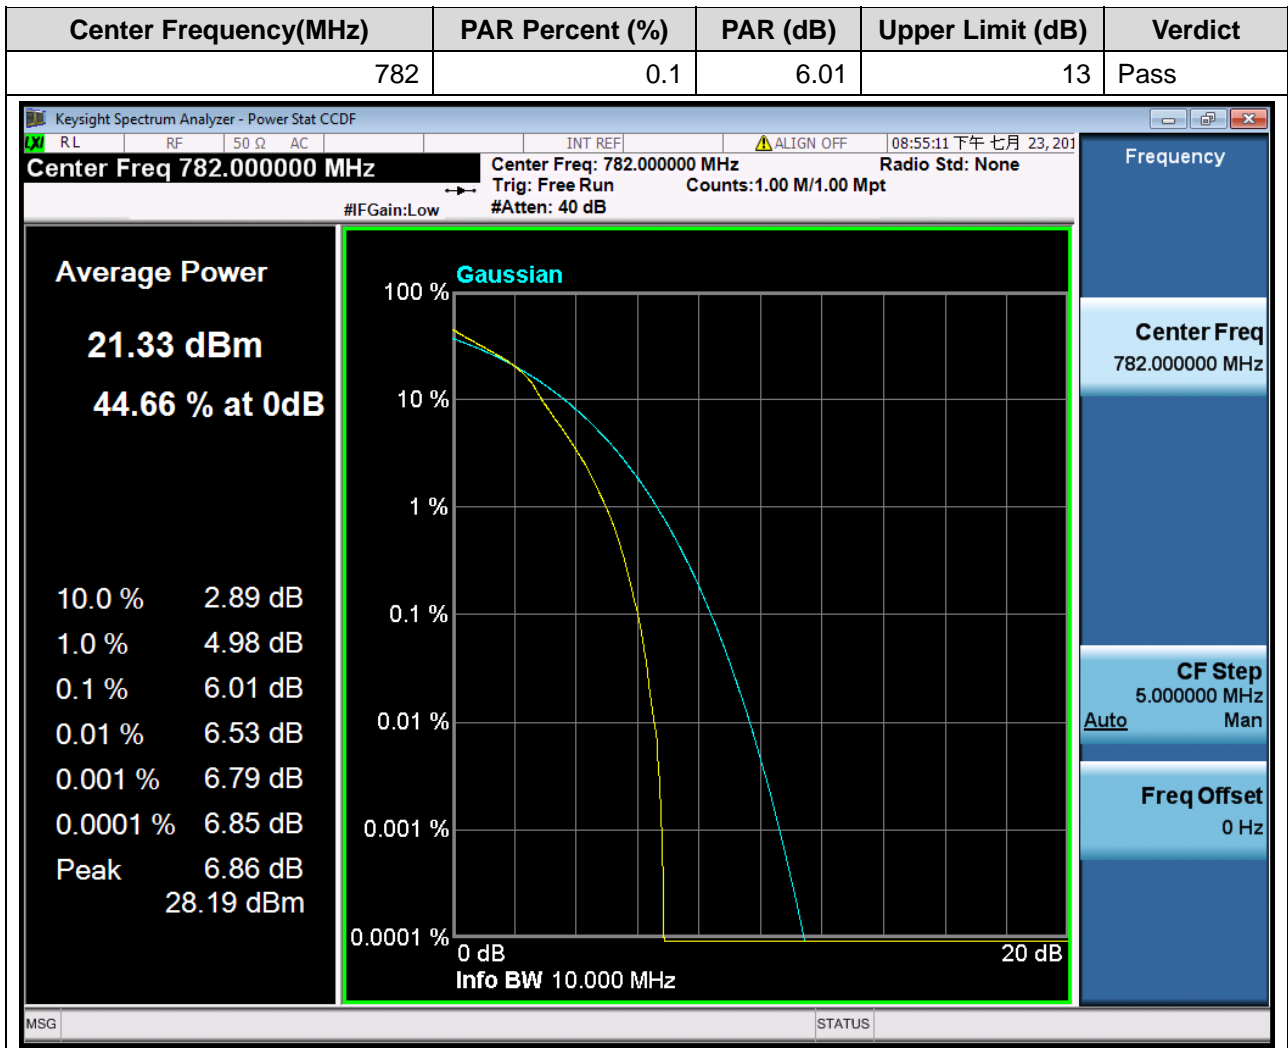 Center Frequency(MHz) PAR Percent (%) PAR (dB) Upper Limit (dB) Verdict
782 0.1 6.01 13 Pass
Keysight Spectrum Analyzer - Power Stat CCDF
LXI RL RF 50 Ω AC INT REF ALIGN OFF 08:55:11 下午 七月 23, 201
Center Freq 782.000000 MHz
Center Freq: 782.000000 MHz Radio Std: None
Trig: Free Run Counts:1.00 M/1.00 Mpt
#IFGain:Low #Atten: 40 dB
Average Power
21.33 dBm
44.66 % at 0dB
10.0 % 2.89 dB
1.0 % 4.98 dB
0.1 % 6.01 dB
0.01 % 6.53 dB
0.001 % 6.79 dB
0.0001 % 6.85 dB
Peak 6.86 dB
28.19 dBm
Gaussian
100 %
10 %
1 %
0.1 %
0.01 %
0.001 %
0.0001 %
0 dB 20 dB
Info BW 10.000 MHz
Frequency
Center Freq
782.000000 MHz
CF Step
5.000000 MHz
Auto Man
Freq Offset
0 Hz
MSG STATUS